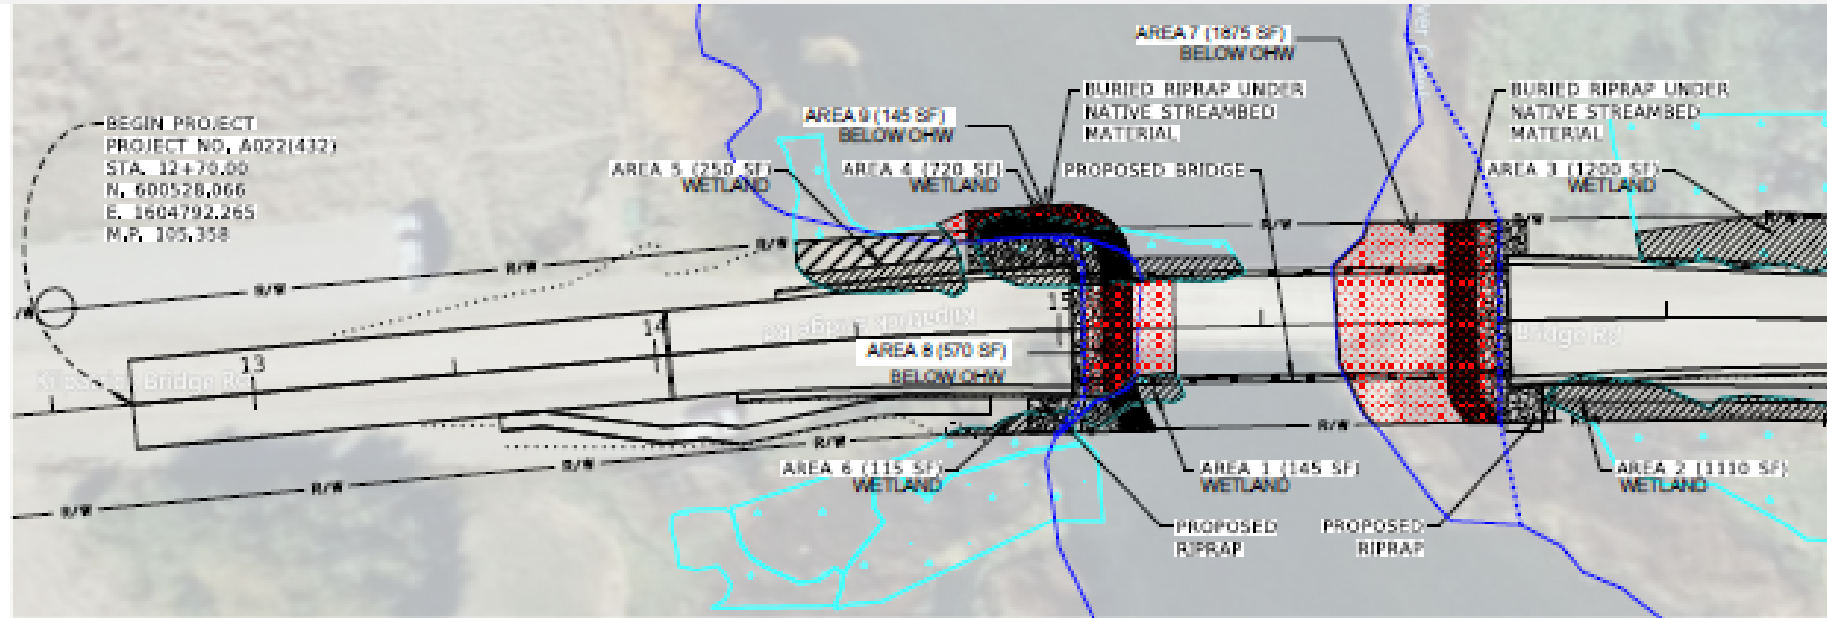 BEGIN PROJECT
PROJECT NO. A022(432)
STA. 12+70.00
N. 600528.066
E. 1604792.265
M.P. 105.358
AREA 7 (1875 SF)
BELOW OHW
BURIED RIPRAP UNDER
NATIVE STREAMBED
MATERIAL
BURIED RIPRAP UNDER
NATIVE STREAMBED
MATERIAL
AREA 9 (145 SF)
BELOW OHW
AREA 5 (250 SF)
WETLAND
AREA 4 (720 SF)
WETLAND
PROPOSED BRIDGE
AREA 3 (1200 SF)
WETLAND
R/W
R/W
R/W
R/W
R/W
13
14
Bridge Rd
Bridge Rd
Bridge Rd
AREA 8 (570 SF)
BELOW OHW
R/W
R/W
R/W
R/W
R/W
AREA 6 (115 SF)
WETLAND
AREA 1 (145 SF)
WETLAND
AREA 2 (1110 SF)
WETLAND
PROPOSED
RIPRAP
PROPOSED
RIPRAP